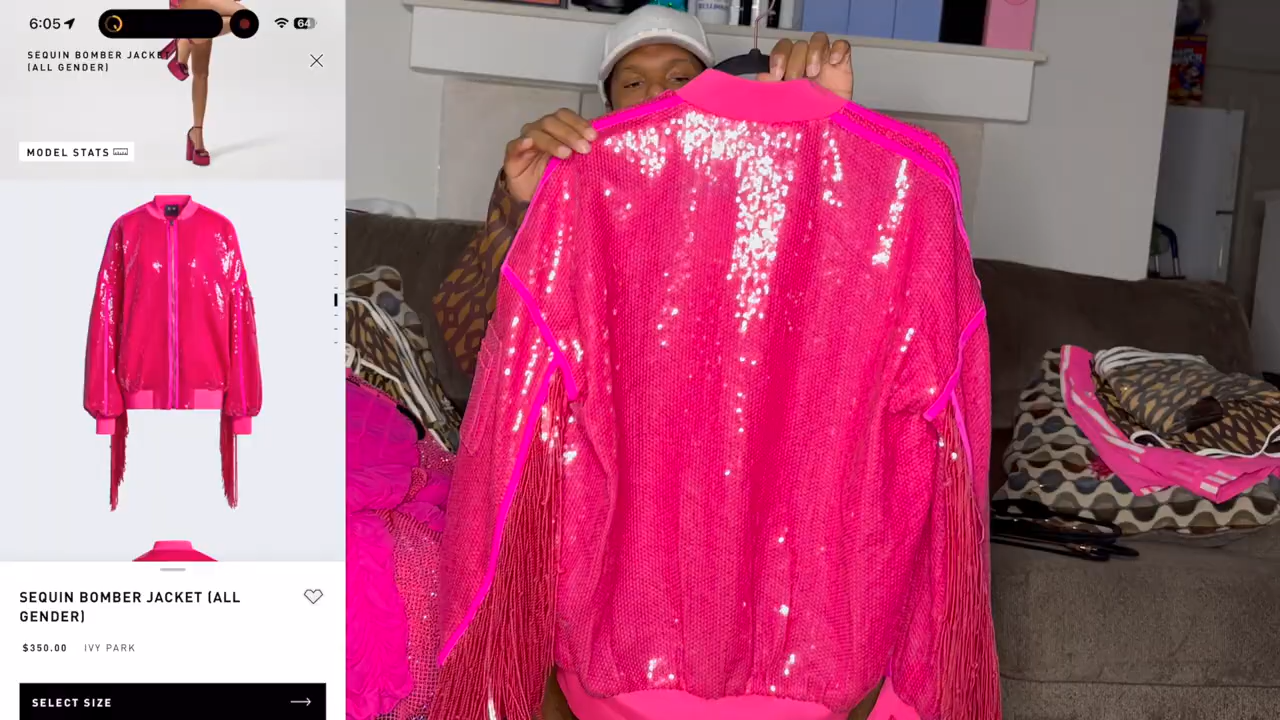 6:05
64
SEQUIN BOMBER JACKET
(ALL GENDER)
MODEL STATS
SEQUIN BOMBER JACKET (ALL
GENDER)
$350.00 IVY PARK
SELECT SIZE